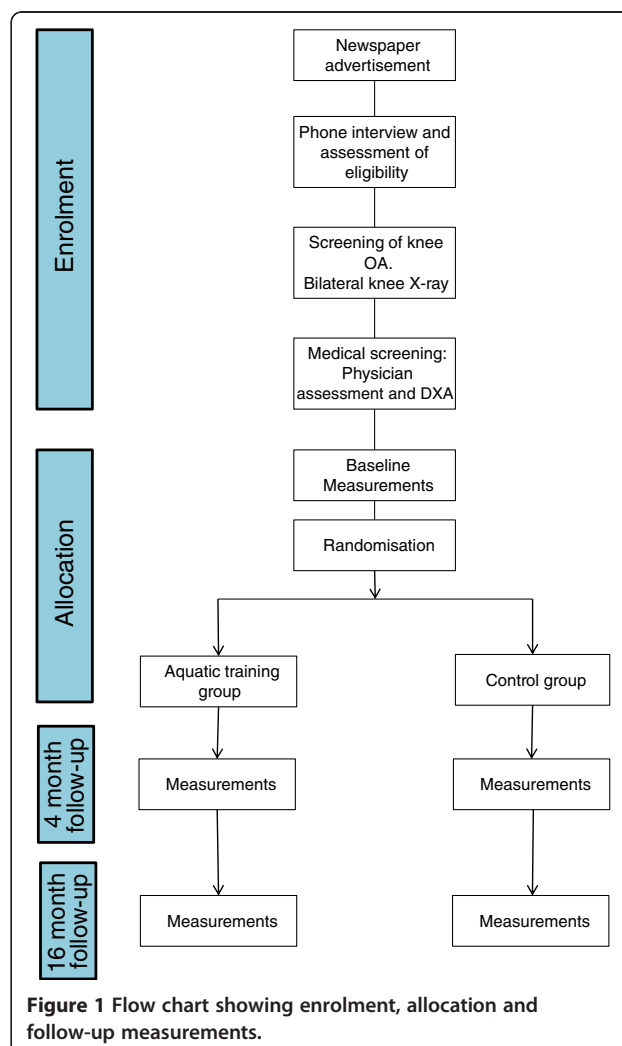 Enrolment
Newspaper
advertisement
Phone interview and
assessment of
eligibility
Screening of knee
OA.
Bilateral knee X-ray
Medical screening:
Physician
assessment and DXA
Allocation
Baseline
Measurements
Randomisation
Aquatic training
group
Control group
4 month
follow-up
Measurements
Measurements
16 month
follow-up
Measurements
Measurements
Figure 1 Flow chart showing enrolment, allocation and
follow-up measurements.